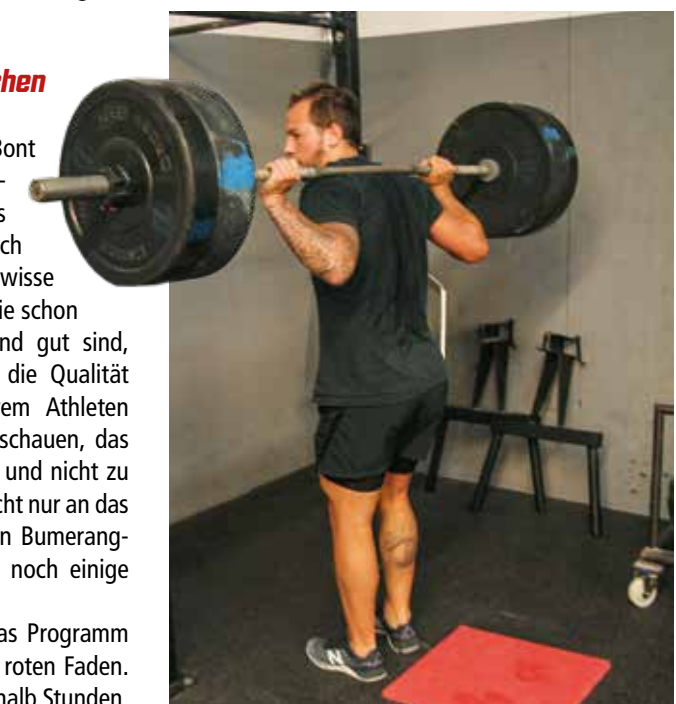 chen
Bont
-
s
ch
wisse
ie schon
nd gut sind,
die Qualität
em Athleten
schauen, das
und nicht zu
cht nur an das
n Bumerang-
noch einige
as Programm
roten Faden.
halb Stunden